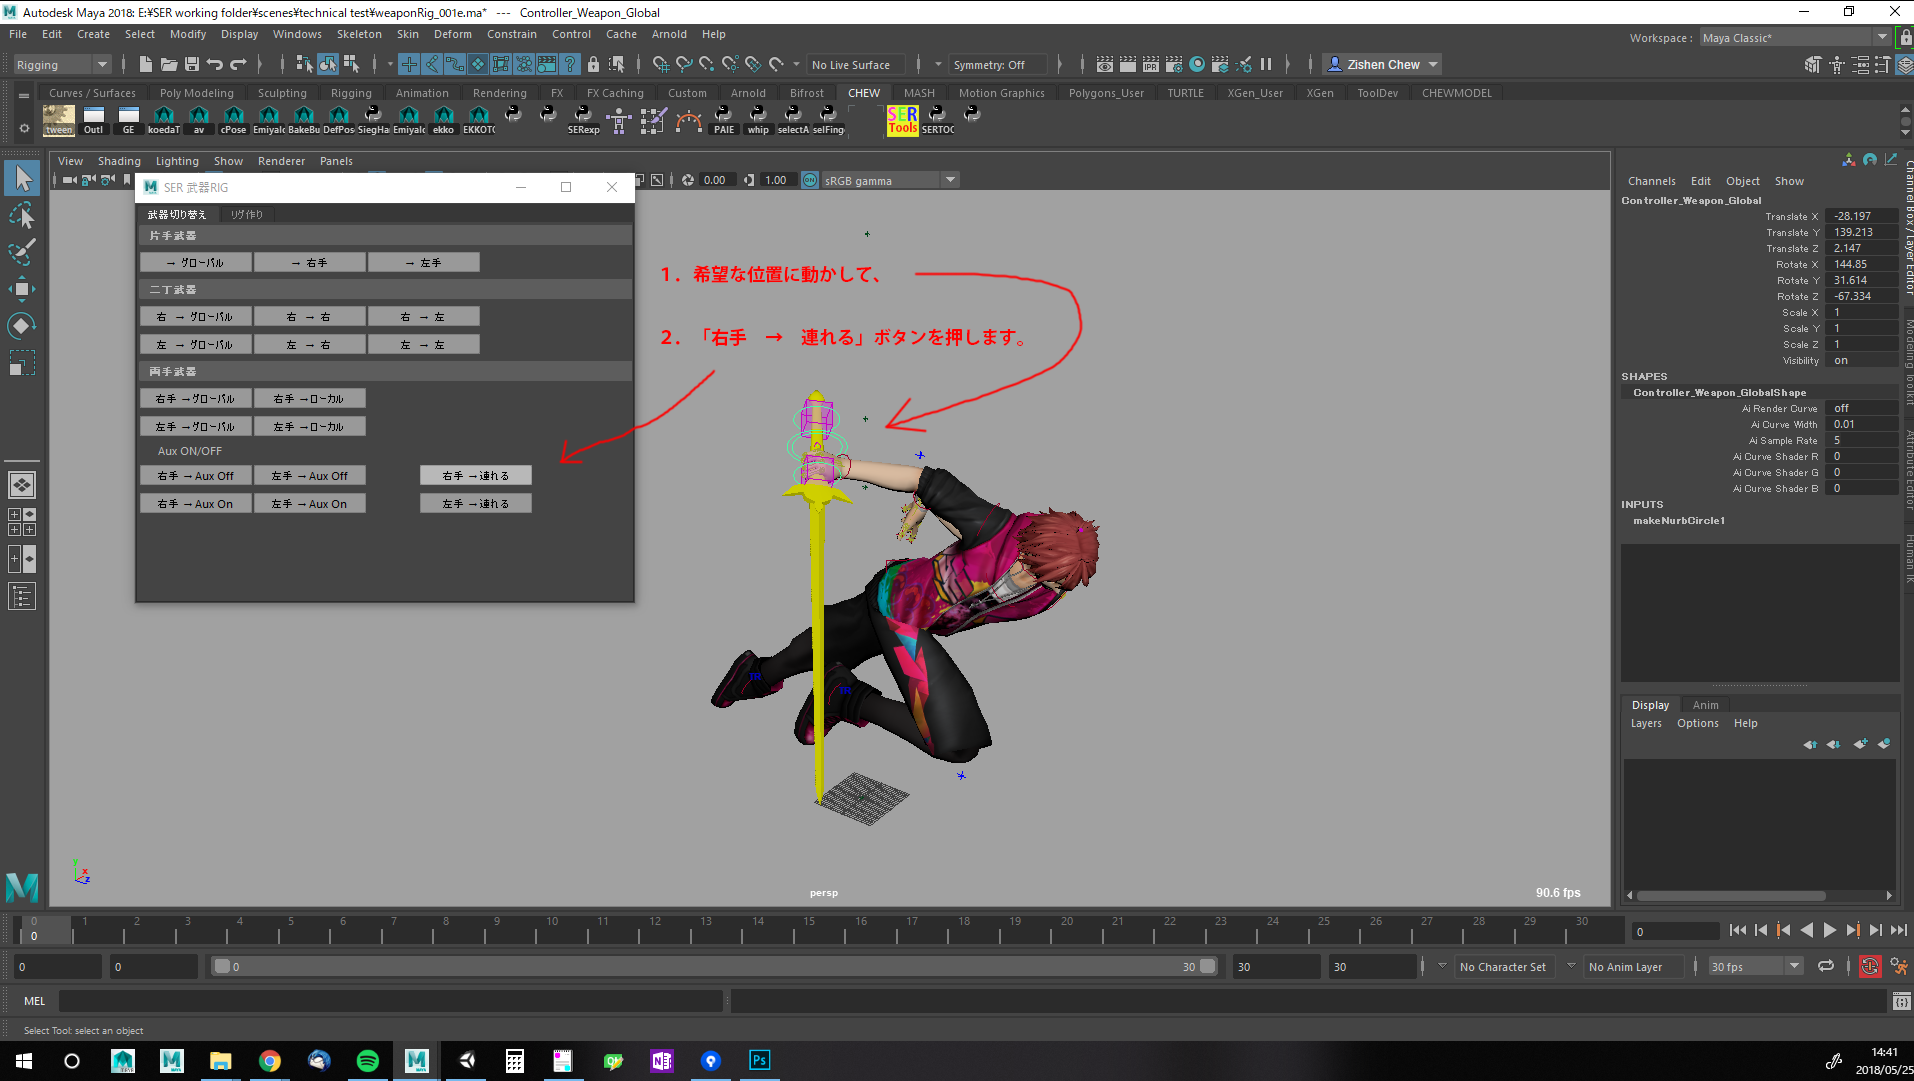 Autodesk Maya 2018: E:¥SER working folder¥scenes¥technical test¥weaponRig_001e.ma* --- Controller_Weapon_Global
File Edit Create Select Modify Display Windows Skeleton Skin Deform Constrain Control Cache Arnold Help
Workspace : Maya Classic*
Rigging No Live Surface Symmetry: Off Zishen Chew
Curves / Surfaces Poly Modeling Sculpting Rigging Animation Rendering FX FX Caching Custom Arnold Bifrost CHEW MASH Motion Graphics Polygons_User TURTLE XGen_User XGen ToolDev CHEWMODEL
tween Outl GE koedaT av cPose Emiyalc BakeBu DefPos SiegHa Emiyalc ekko EKKOTC SERexp PAIE whip selectA selFing SER Tools SERTOC
View Shading Lighting Show Renderer Panels
0.00 1.00 ON sRGB gamma
SER 武器RIG
武器切り替え リグ作り
片手武器
→ グローバル → 右手 → 左手
二丁武器
右 → グローバル 右 → 右 右 → 左
左 → グローバル 左 → 右 左 → 左
両手武器
右手 →グローバル 右手 →ローカル
左手 →グローバル 左手 →ローカル
Aux ON/OFF
右手 → Aux Off 左手 → Aux Off 右手 →連れる
右手 → Aux On 左手 → Aux On 左手 →連れる
1．希望な位置に動かして、
2．「右手　→　連れる」ボタンを押します。
persp
90.6 fps
Channels Edit Object Show
Controller_Weapon_Global
Translate X -28.197
Translate Y 139.213
Translate Z 2.147
Rotate X 144.85
Rotate Y 31.614
Rotate Z -67.334
Scale X 1
Scale Y 1
Scale Z 1
Visibility on
SHAPES
Controller_Weapon_GlobalShape
Ai Render Curve off
Ai Curve Width 0.01
Ai Sample Rate 5
Ai Curve Shader R 0
Ai Curve Shader G 0
Ai Curve Shader B 0
INPUTS
makeNurbCircle1
Channel Box / Layer Editor
Modeling Toolkit
Attribute Editor
Human IK
Display Anim
Layers Options Help
0 1 2 3 4 5 6 7 8 9 10 11 12 13 14 15 16 17 18 19 20 21 22 23 24 25 26 27 28 29 30
0 0
0 0 0 30 30 30 No Character Set No Anim Layer 30 fps
MEL
Select Tool: select an object
14:41
2018/05/25